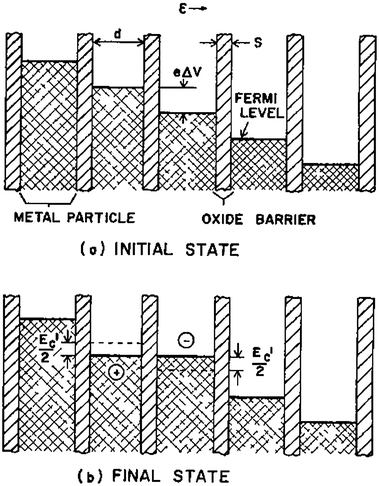 ε→
d
S
eΔV
FERMI
LEVEL
METAL PARTICLE
OXIDE BARRIER
(a) INITIAL STATE
Ec'
2
+
−
Ec'
2
(b) FINAL STATE